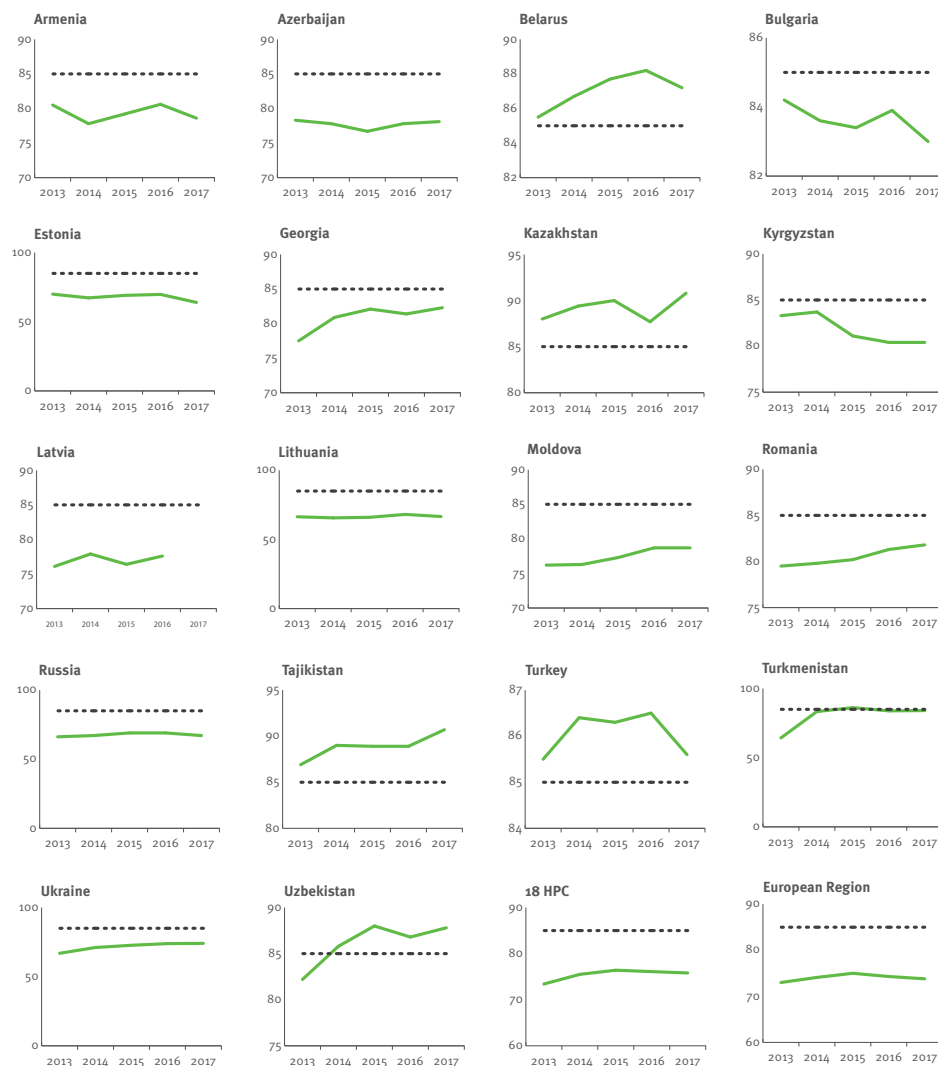 Armenia
90
85
80
75
70
2013 2014 2015 2016 2017
Azerbaijan
90
85
80
75
70
2013 2014 2015 2016 2017
Belarus
90
88
86
84
82
2013 2014 2015 2016 2017
Bulgaria
86
84
82
2013 2014 2015 2016 2017
Estonia
100
50
0
2013 2014 2015 2016 2017
Georgia
90
85
80
75
70
2013 2014 2015 2016 2017
Kazakhstan
95
90
85
80
2013 2014 2015 2016 2017
Kyrgyzstan
90
85
80
75
2013 2014 2015 2016 2017
Latvia
90
85
80
75
70
2013 2014 2015 2016 2017
Lithuania
100
50
0
2013 2014 2015 2016 2017
Moldova
90
85
80
75
70
2013 2014 2015 2016 2017
Romania
90
85
80
75
2013 2014 2015 2016 2017
Russia
100
50
0
2013 2014 2015 2016 2017
Tajikistan
95
90
85
80
2013 2014 2015 2016 2017
Turkey
87
86
85
84
2013 2014 2015 2016 2017
Turkmenistan
100
50
0
2013 2014 2015 2016 2017
Ukraine
100
50
0
2013 2014 2015 2016 2017
Uzbekistan
90
85
80
75
2013 2014 2015 2016 2017
18 HPC
90
80
70
60
2013 2014 2015 2016 2017
European Region
90
80
70
60
2013 2014 2015 2016 2017